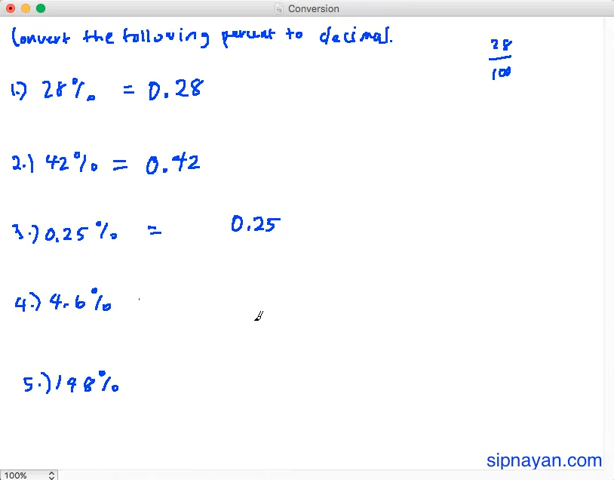 Conversion
Convert the following percent to decimal.
28
100
1.) 28% = 0.28
2.) 42% = 0.42
3.) 0.25% = 0.25
4.) 4.6%
5.) 198%
sipnayan.com
100%